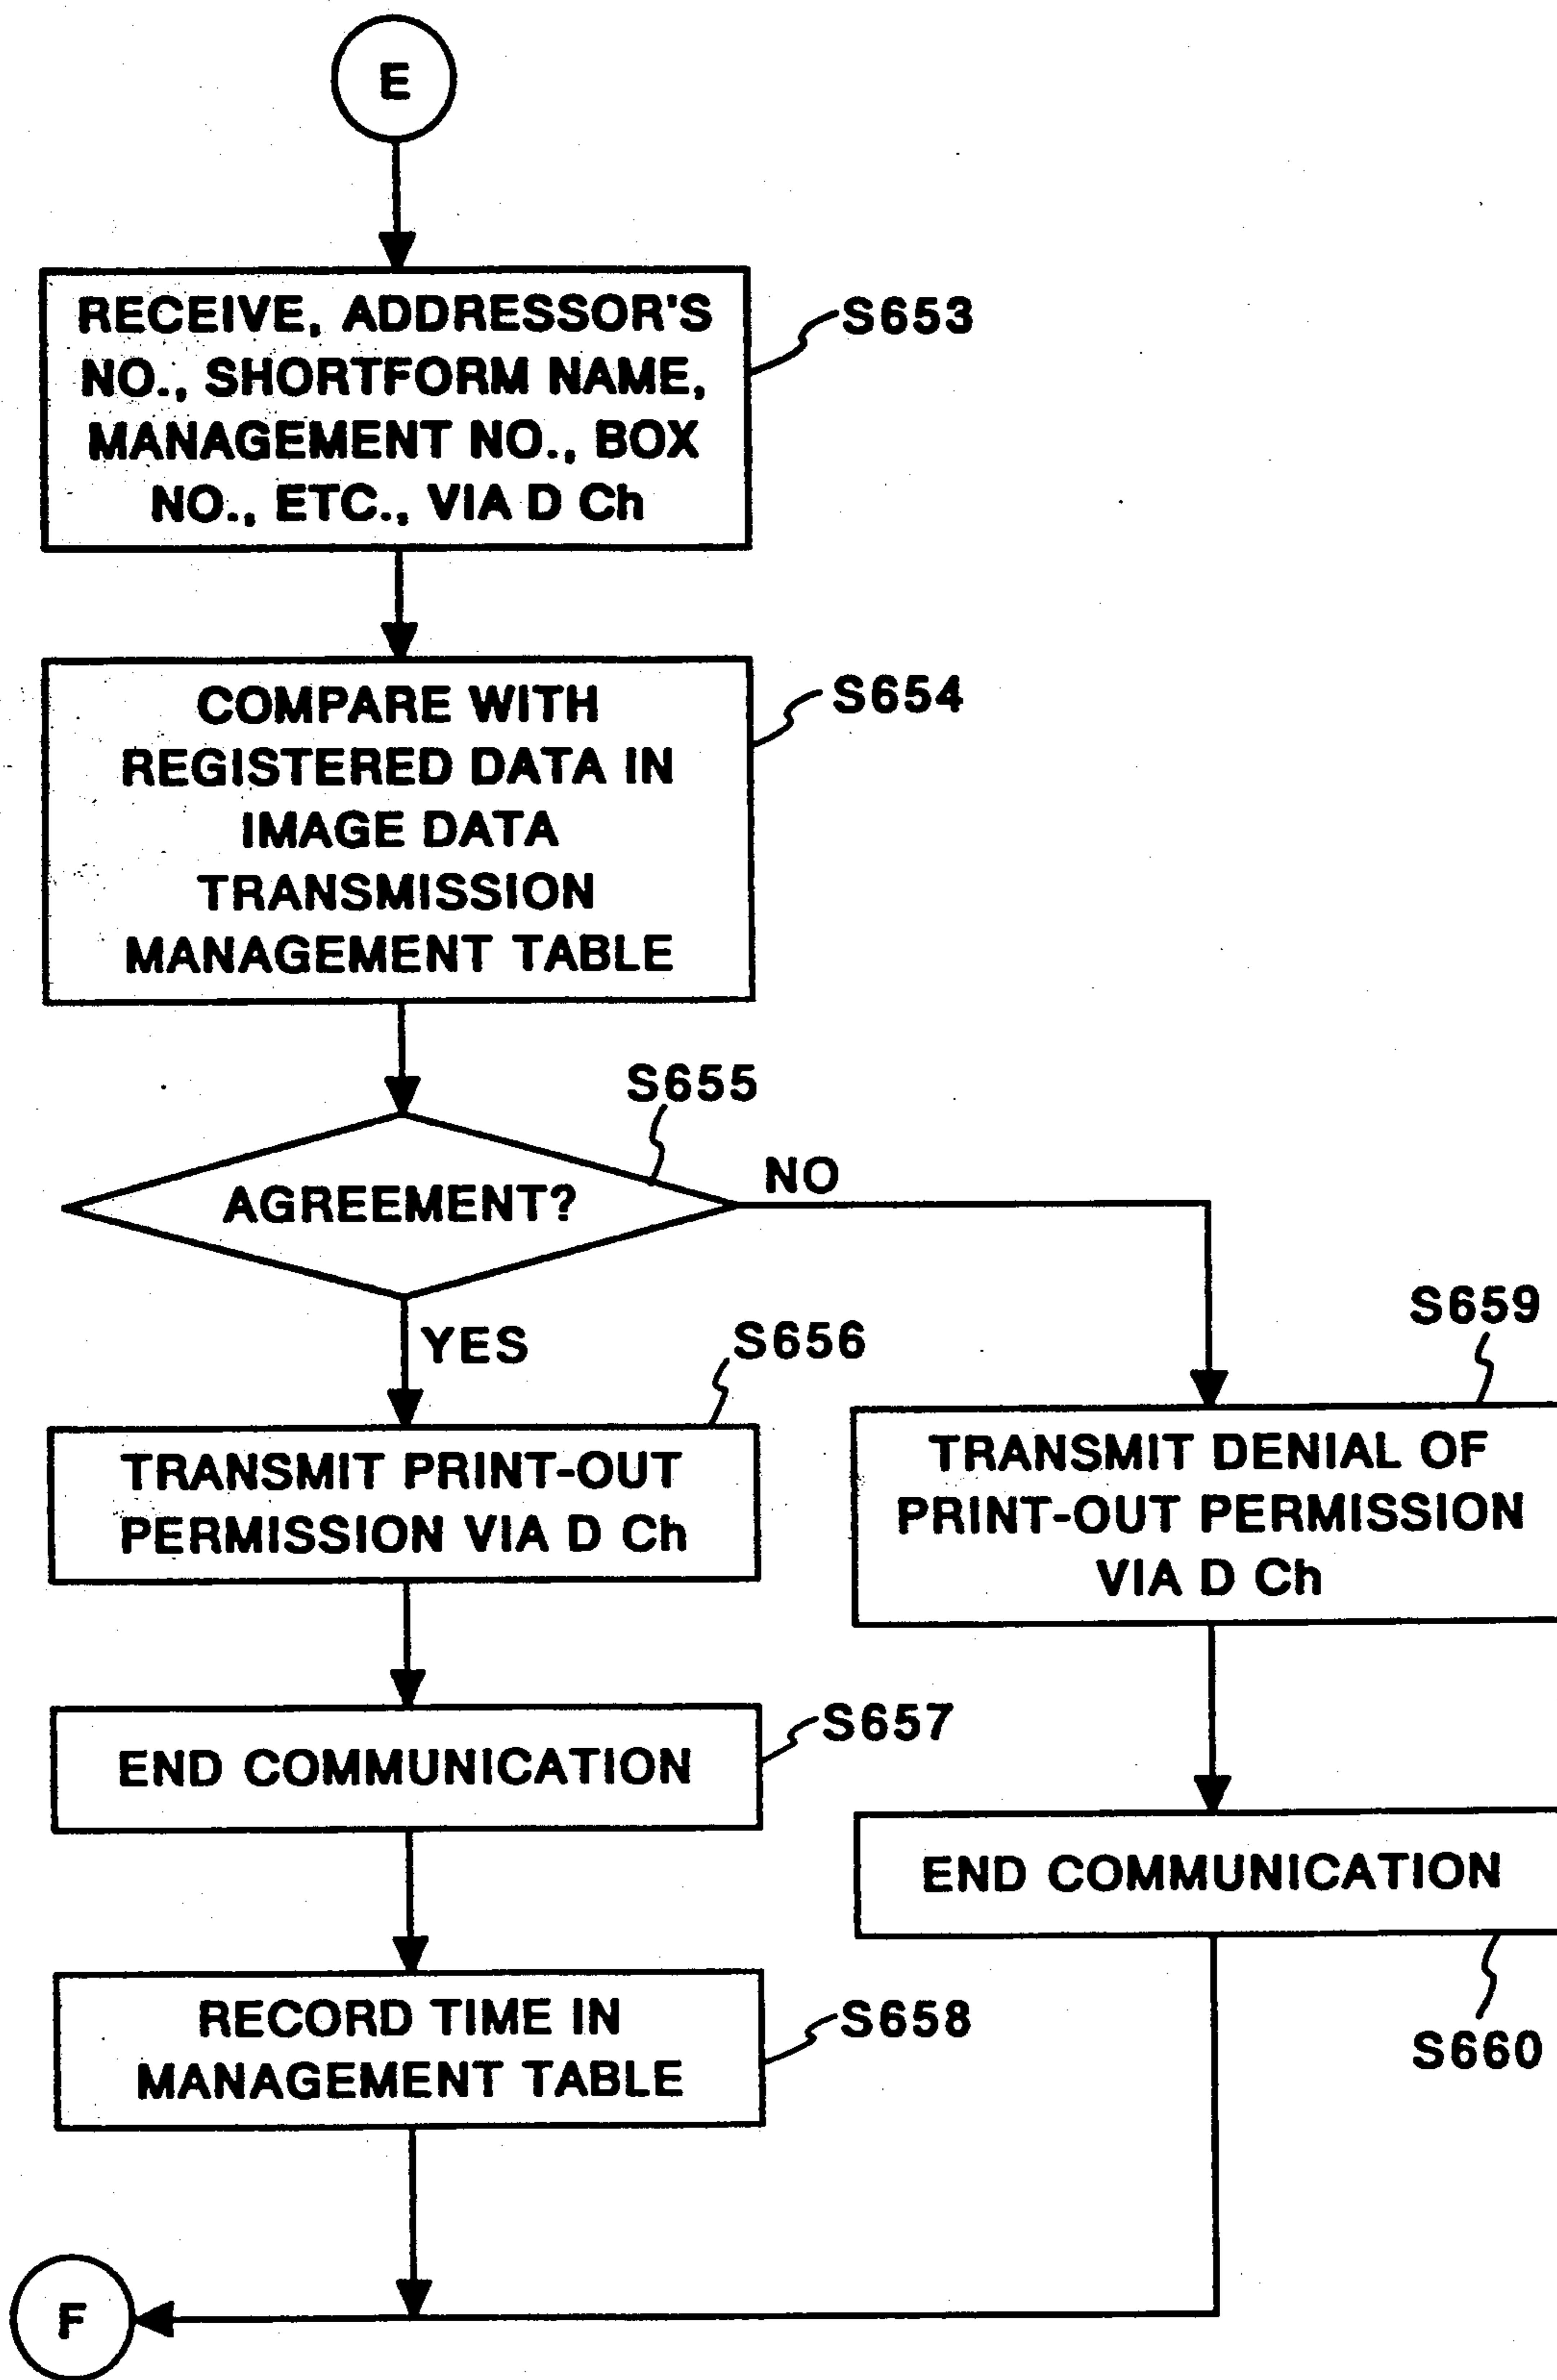 E
RECEIVE, ADDRESSOR'S
NO., SHORTFORM NAME,
MANAGEMENT NO., BOX
NO., ETC., VIA D Ch
S653
COMPARE WITH
REGISTERED DATA IN
IMAGE DATA
TRANSMISSION
MANAGEMENT TABLE
S654
S655
AGREEMENT?
NO
YES
S656
TRANSMIT PRINT-OUT
PERMISSION VIA D Ch
S659
TRANSMIT DENIAL OF
PRINT-OUT PERMISSION
VIA D Ch
END COMMUNICATION
S657
END COMMUNICATION
S660
RECORD TIME IN
MANAGEMENT TABLE
S658
F